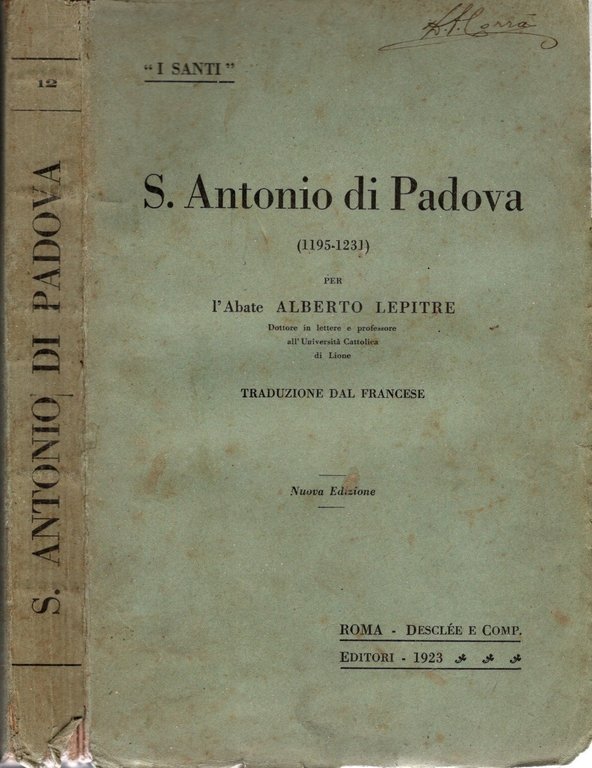 12
S. ANTONIO DI PADOVA
"I SANTI"
S. Antonio di Padova
(1195-1231)
PER
l'Abate ALBERTO LEPITRE
Dottore in lettere e professore
all'Università Cattolica
di Lione
TRADUZIONE DAL FRANCESE
Nuova Edizione
ROMA - DESCLÉE E COMP.
EDITORI - 1923